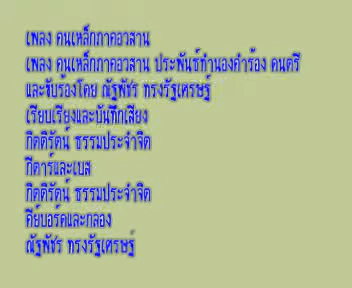 เพลง คนเหล็กภาคอวสาน
เพลง คนเหล็กภาคอวสาน ประพันธ์ทำนองคำร้อง ดนตรี
และขับร้องโดย ณัฐพัชร ทรงรัฐเศรษฐ์
เรียบเรียงและบันทึกเสียง
กิตติรัตน์ ธรรมประจำจิต
กีตาร์และเบส
กิตติรัตน์ ธรรมประจำจิต
คีย์บอร์ดและกลอง
ณัฐพัชร ทรงรัฐเศรษฐ์